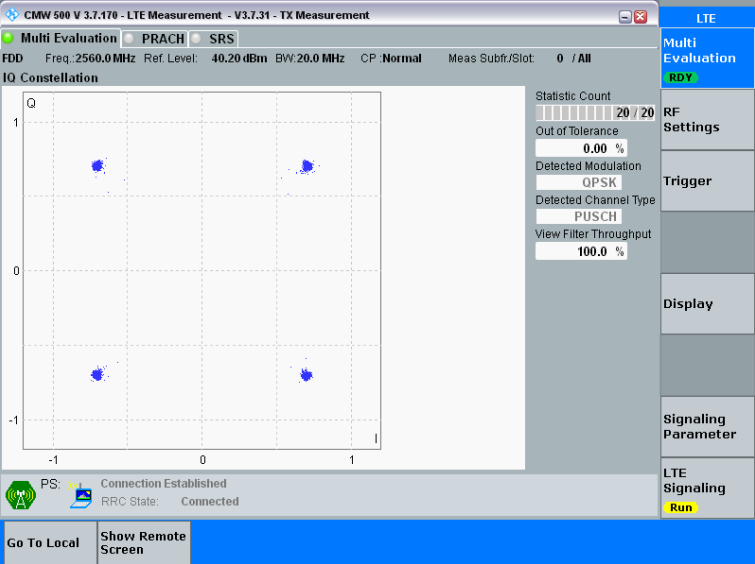 CMW 500 V 3.7.170 - LTE Measurement - V3.7.31 - TX Measurement
LTE
Multi Evaluation PRACH SRS
Multi
Evaluation
RDY
FDD Freq.:2560.0 MHz Ref. Level: 40.20 dBm BW:20.0 MHz CP :Normal Meas Subfr./Slot: 0 / All
IQ Constellation
Q
1
0
-1
I
-1 0 1
Statistic Count
20 / 20
Out of Tolerance
0.00 %
Detected Modulation
QPSK
Detected Channel Type
PUSCH
View Filter Throughput
100.0 %
RF
Settings
Trigger
Display
Signaling
Parameter
LTE
Signaling
Run
PS: Connection Established
RRC State: Connected
Go To Local
Show Remote
Screen